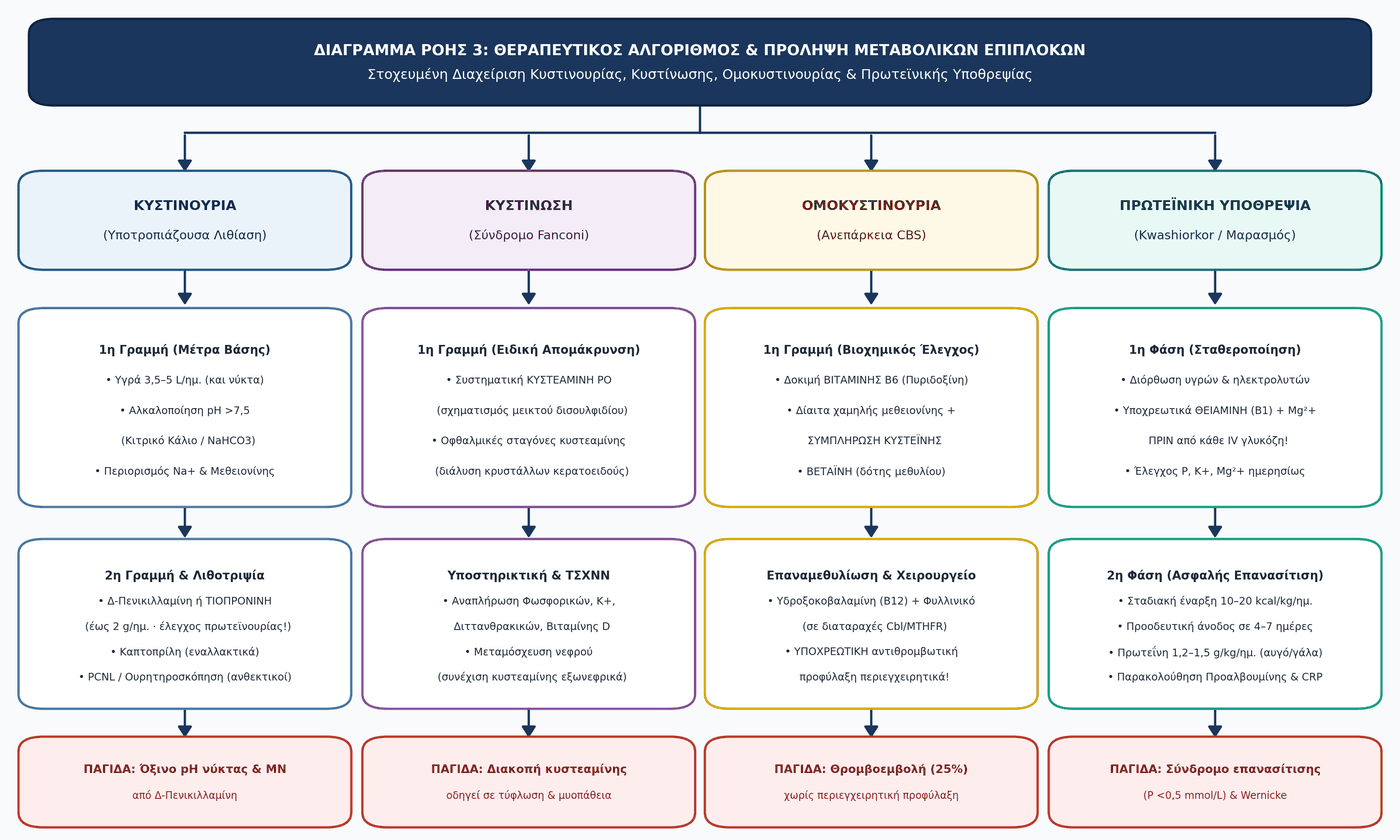 ΔΙΑΓΡΑΜΜΑ ΡΟΗΣ 3: ΘΕΡΑΠΕΥΤΙΚΟΣ ΑΛΓΟΡΙΘΜΟΣ & ΠΡΟΛΗΨΗ ΜΕΤΑΒΟΛΙΚΩΝ ΕΠΙΠΛΟΚΩΝ
Στοχευμένη Διαχείριση Κυστινουρίας, Κυστίνωσης, Ομοκυστινουρίας & Πρωτεϊνικής Υποθρεψίας
ΚΥΣΤΙΝΟΥΡΙΑ
(Υποτροπιάζουσα Λιθίαση)
1η Γραμμή (Μέτρα Βάσης)
• Υγρά 3,5–5 L/ημ. (και νύκτα)
• Αλκαλοποίηση pH >7,5
(Κιτρικό Κάλιο / NaHCO3)
• Περιορισμός Na+ & Μεθειονίνης
2η Γραμμή & Λιθοτριψία
• Δ-Πενικιλλαμίνη ή ΤΙΟΠΡΟΝΙΝΗ
(έως 2 g/ημ. · έλεγχος πρωτεϊνουρίας!)
• Καπτοπρίλη (εναλλακτικά)
• PCNL / Ουρητηροσκόπηση (ανθεκτικοί)
ΠΑΓΙΔΑ: Όξινο pH νύκτας & MN
από Δ-Πενικιλλαμίνη
ΚΥΣΤΙΝΩΣΗ
(Σύνδρομο Fanconi)
1η Γραμμή (Ειδική Απομάκρυνση)
• Συστηματική ΚΥΣΤΕΑΜΙΝΗ PO
(σχηματισμός μεικτού δισουλφιδίου)
• Οφθαλμικές σταγόνες κυστεαμίνης
(διάλυση κρυστάλλων κερατοειδούς)
Υποστηρικτική & ΤΣΧΝΝ
• Αναπλήρωση Φωσφορικών, K+,
Διττανθρακικών, Βιταμίνης D
• Μεταμόσχευση νεφρού
(συνέχιση κυστεαμίνης εξωνεφρικά)
ΠΑΓΙΔΑ: Διακοπή κυστεαμίνης
οδηγεί σε τύφλωση & μυοπάθεια
ΟΜΟΚΥΣΤΙΝΟΥΡΙΑ
(Ανεπάρκεια CBS)
1η Γραμμή (Βιοχημικός Έλεγχος)
• Δοκιμή ΒΙΤΑΜΙΝΗΣ Β6 (Πυριδοξίνη)
• Δίαιτα χαμηλής μεθειονίνης +
ΣΥΜΠΛΗΡΩΣΗ ΚΥΣΤΕΪΝΗΣ
• ΒΕΤΑΪΝΗ (δότης μεθυλίου)
Επαναμεθυλίωση & Χειρουργείο
• Υδροξοκοβαλαμίνη (B12) + Φυλλινικό
(σε διαταραχές Cbl/MTHFR)
• ΥΠΟΧΡΕΩΤΙΚΗ αντιθρομβωτική
προφύλαξη περιεγχειρητικά!
ΠΑΓΙΔΑ: Θρομβοεμβολή (25%)
χωρίς περιεγχειρητική προφύλαξη
ΠΡΩΤΕΪΝΙΚΗ ΥΠΟΘΡΕΨΙΑ
(Kwashiorkor / Μαρασμός)
1η Φάση (Σταθεροποίηση)
• Διόρθωση υγρών & ηλεκτρολυτών
• Υποχρεωτικά ΘΕΙΑΜΙΝΗ (B1) + Mg²+
ΠΡΙΝ από κάθε IV γλυκόζη!
• Έλεγχος P, K+, Mg²+ ημερησίως
2η Φάση (Ασφαλής Επανασίτιση)
• Σταδιακή έναρξη 10–20 kcal/kg/ημ.
• Προοδευτική άνοδος σε 4–7 ημέρες
• Πρωτεΐνη 1,2–1,5 g/kg/ημ. (αυγό/γάλα)
• Παρακολούθηση Προαλβουμίνης & CRP
ΠΑΓΙΔΑ: Σύνδρομο επανασίτισης
(P <0,5 mmol/L) & Wernicke